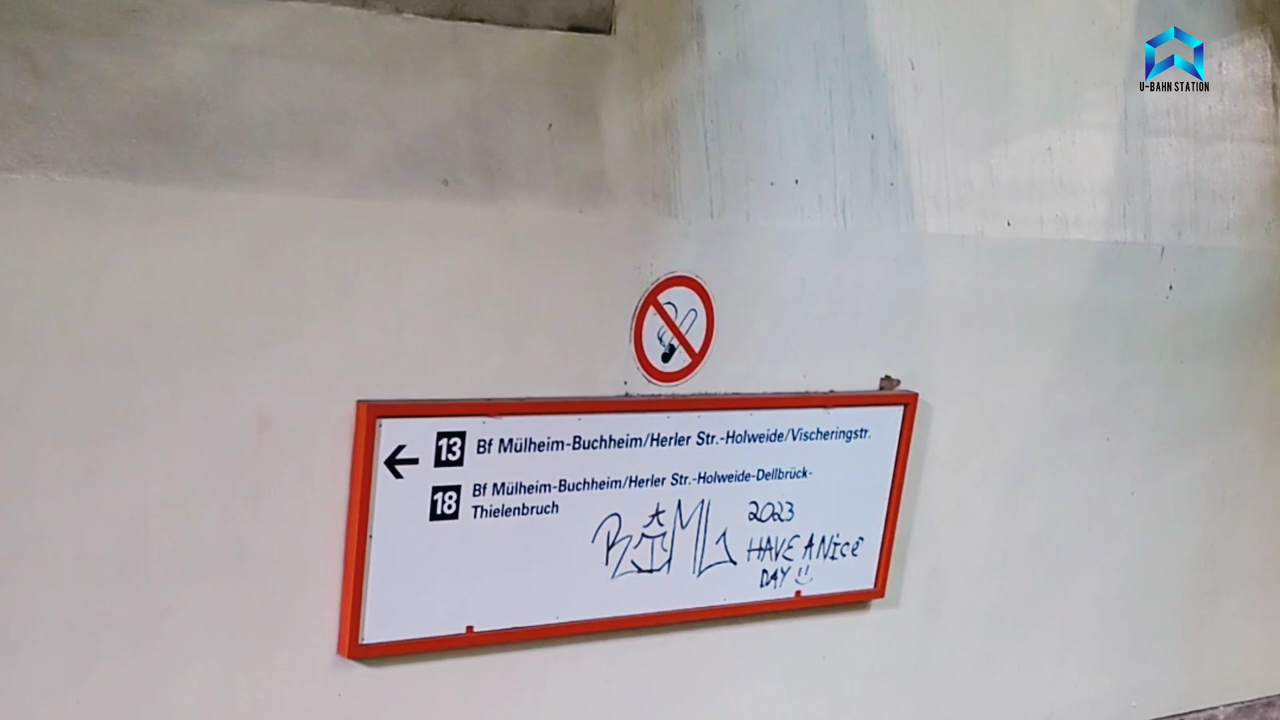 U-BAHN STATION
13 Bf Mülheim-Buchheim/Herler Str.-Holweide/Vischeringstr.
18 Bf Mülheim-Buchheim/Herler Str.-Holweide-Dellbrück-
Thielenbruch
2023
HAVE A NICE
DAY !!